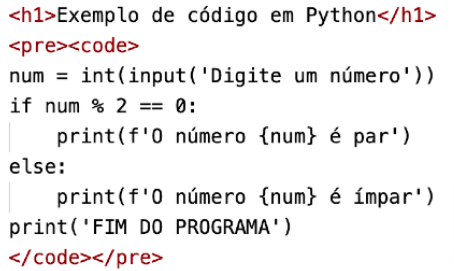 <h1>Exemplo de código em Python</h1>
<pre><code>
num = int(input('Digite um número'))
if num % 2 == 0:
    print(f'O número {num} é par')
else:
    print(f'O número {num} é ímpar')
print('FIM DO PROGRAMA')
</code></pre>